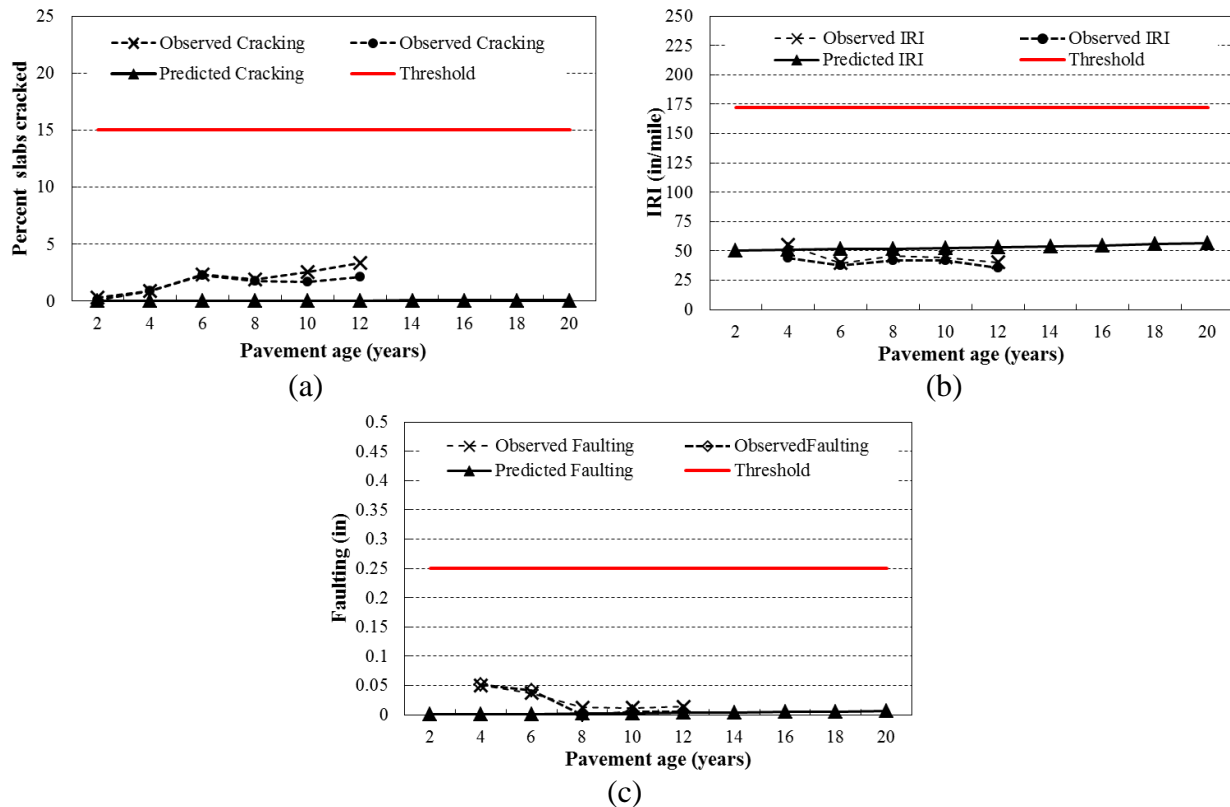 25
20
15
10
5
0
Percent slabs cracked
Observed Cracking
Observed Cracking
Predicted Cracking
Threshold
2 4 6 8 10 12 14 16 18 20
Pavement age (years)
(a)
250
225
200
175
150
125
100
75
50
25
0
IRI (in/mile)
Observed IRI
Observed IRI
Predicted IRI
Threshold
2 4 6 8 10 12 14 16 18 20
Pavement age (years)
(b)
0.5
0.45
0.4
0.35
0.3
0.25
0.2
0.15
0.1
0.05
0
Faulting (in)
Observed Faulting
ObservedFaulting
Predicted Faulting
Threshold
2 4 6 8 10 12 14 16 18 20
Pavement age (years)
(c)